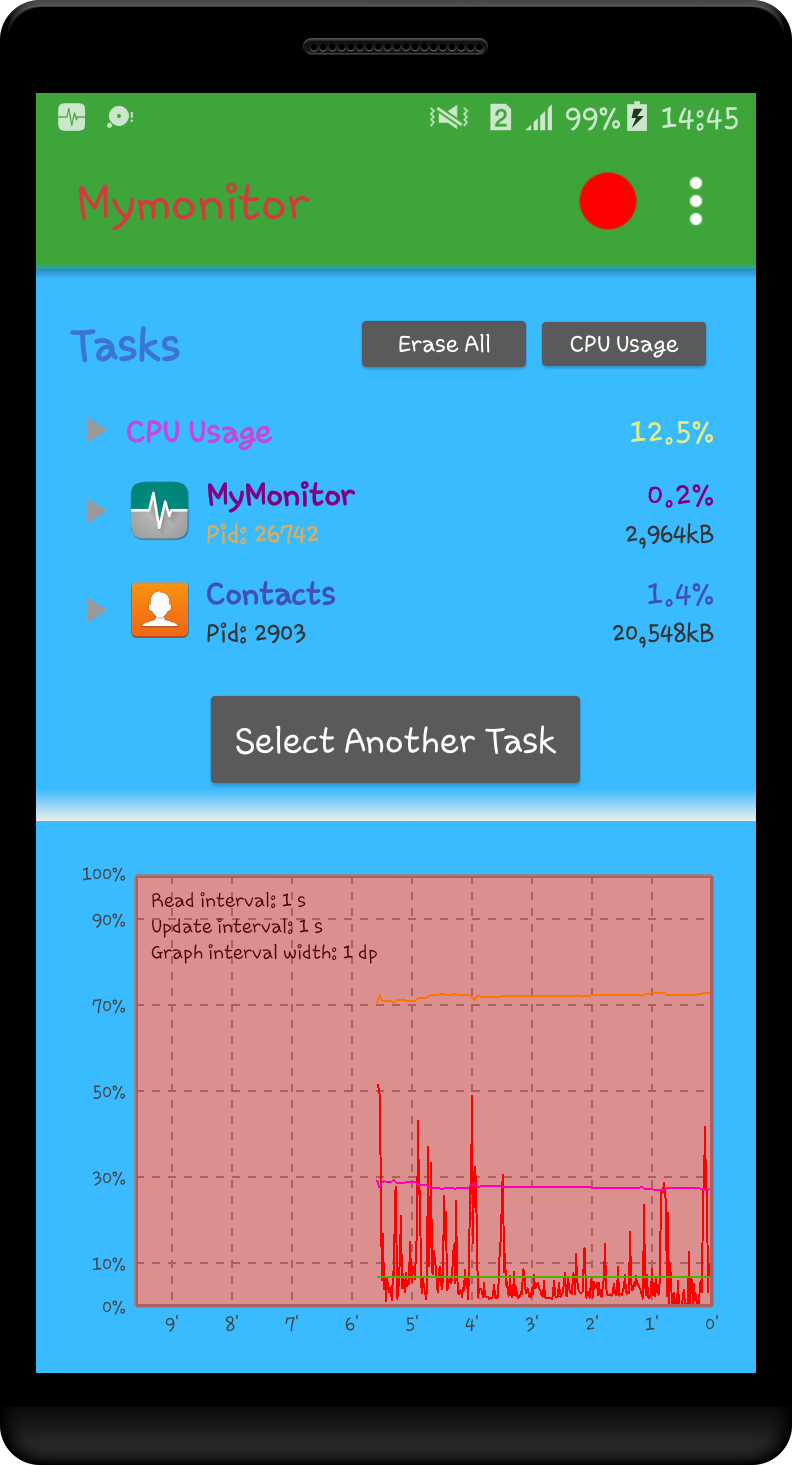 2 99% 14:45
Mymonitor
Tasks Erase All CPU Usage
CPU Usage 12.5%
MyMonitor 0.2%
Pid: 26742 2,964kB
Contacts 1.4%
Pid: 2903 20,548kB
Select Another Task
100%
Read interval: 1 s
90%
Update interval: 1 s
Graph interval width: 1 dp
70%
50%
30%
10%
0%
9' 8' 7' 6' 5' 4' 3' 2' 1' 0'